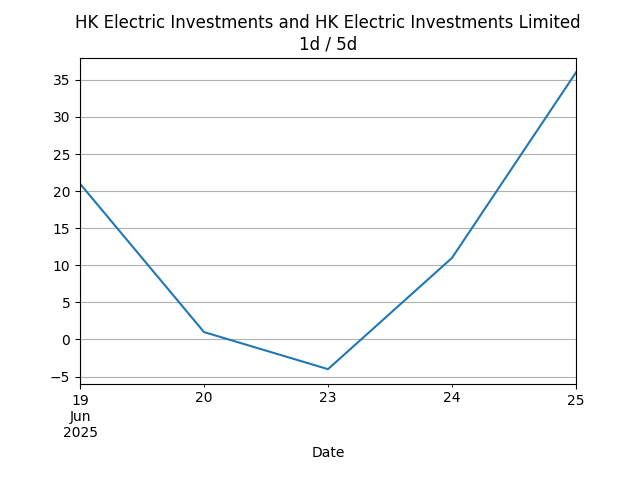 HK Electric Investments and HK Electric Investments Limited
1d / 5d
35
30
25
20
15
10
5
0
−5
19 20 23 24 25
Jun
2025
Date